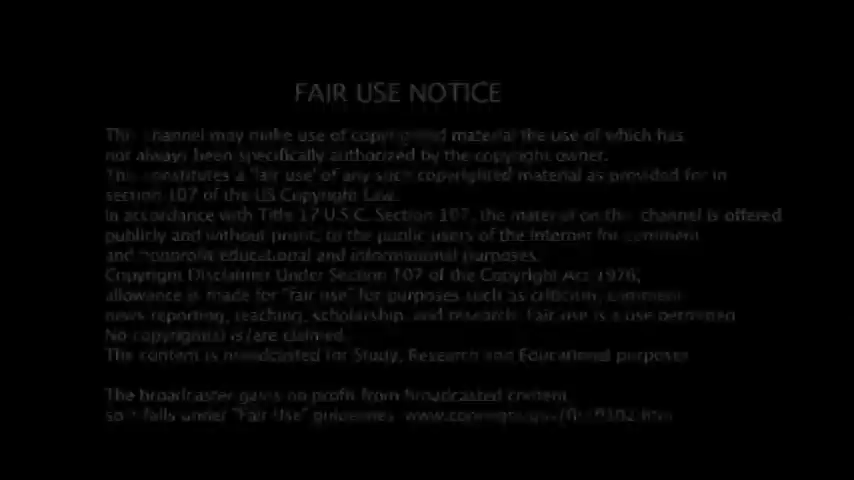 FAIR USE NOTICE
This channel may make use of copyrighted material the use of which has
not always been specifically authorized by the copyright owner.
This constitutes a 'fair use' of any such copyrighted material as provided for in
section 107 of the US Copyright Law.
In accordance with Title 17 U.S.C. Section 107, the material on this channel is offered
publicly and without profit, to the public users of the internet for comment
and nonprofit educational and informational purposes.
Copyright Disclaimer Under Section 107 of the Copyright Act 1976,
allowance is made for "fair use" for purposes such as criticism, comment
news reporting, teaching, scholarship, and research. Fair use is a use permitted
No copyright(s) is/are claimed.
The content is broadcasted for Study, Research and Educational purposes
The broadcaster gains no profit from broadcasted content
so it falls under "Fair Use" guidelines